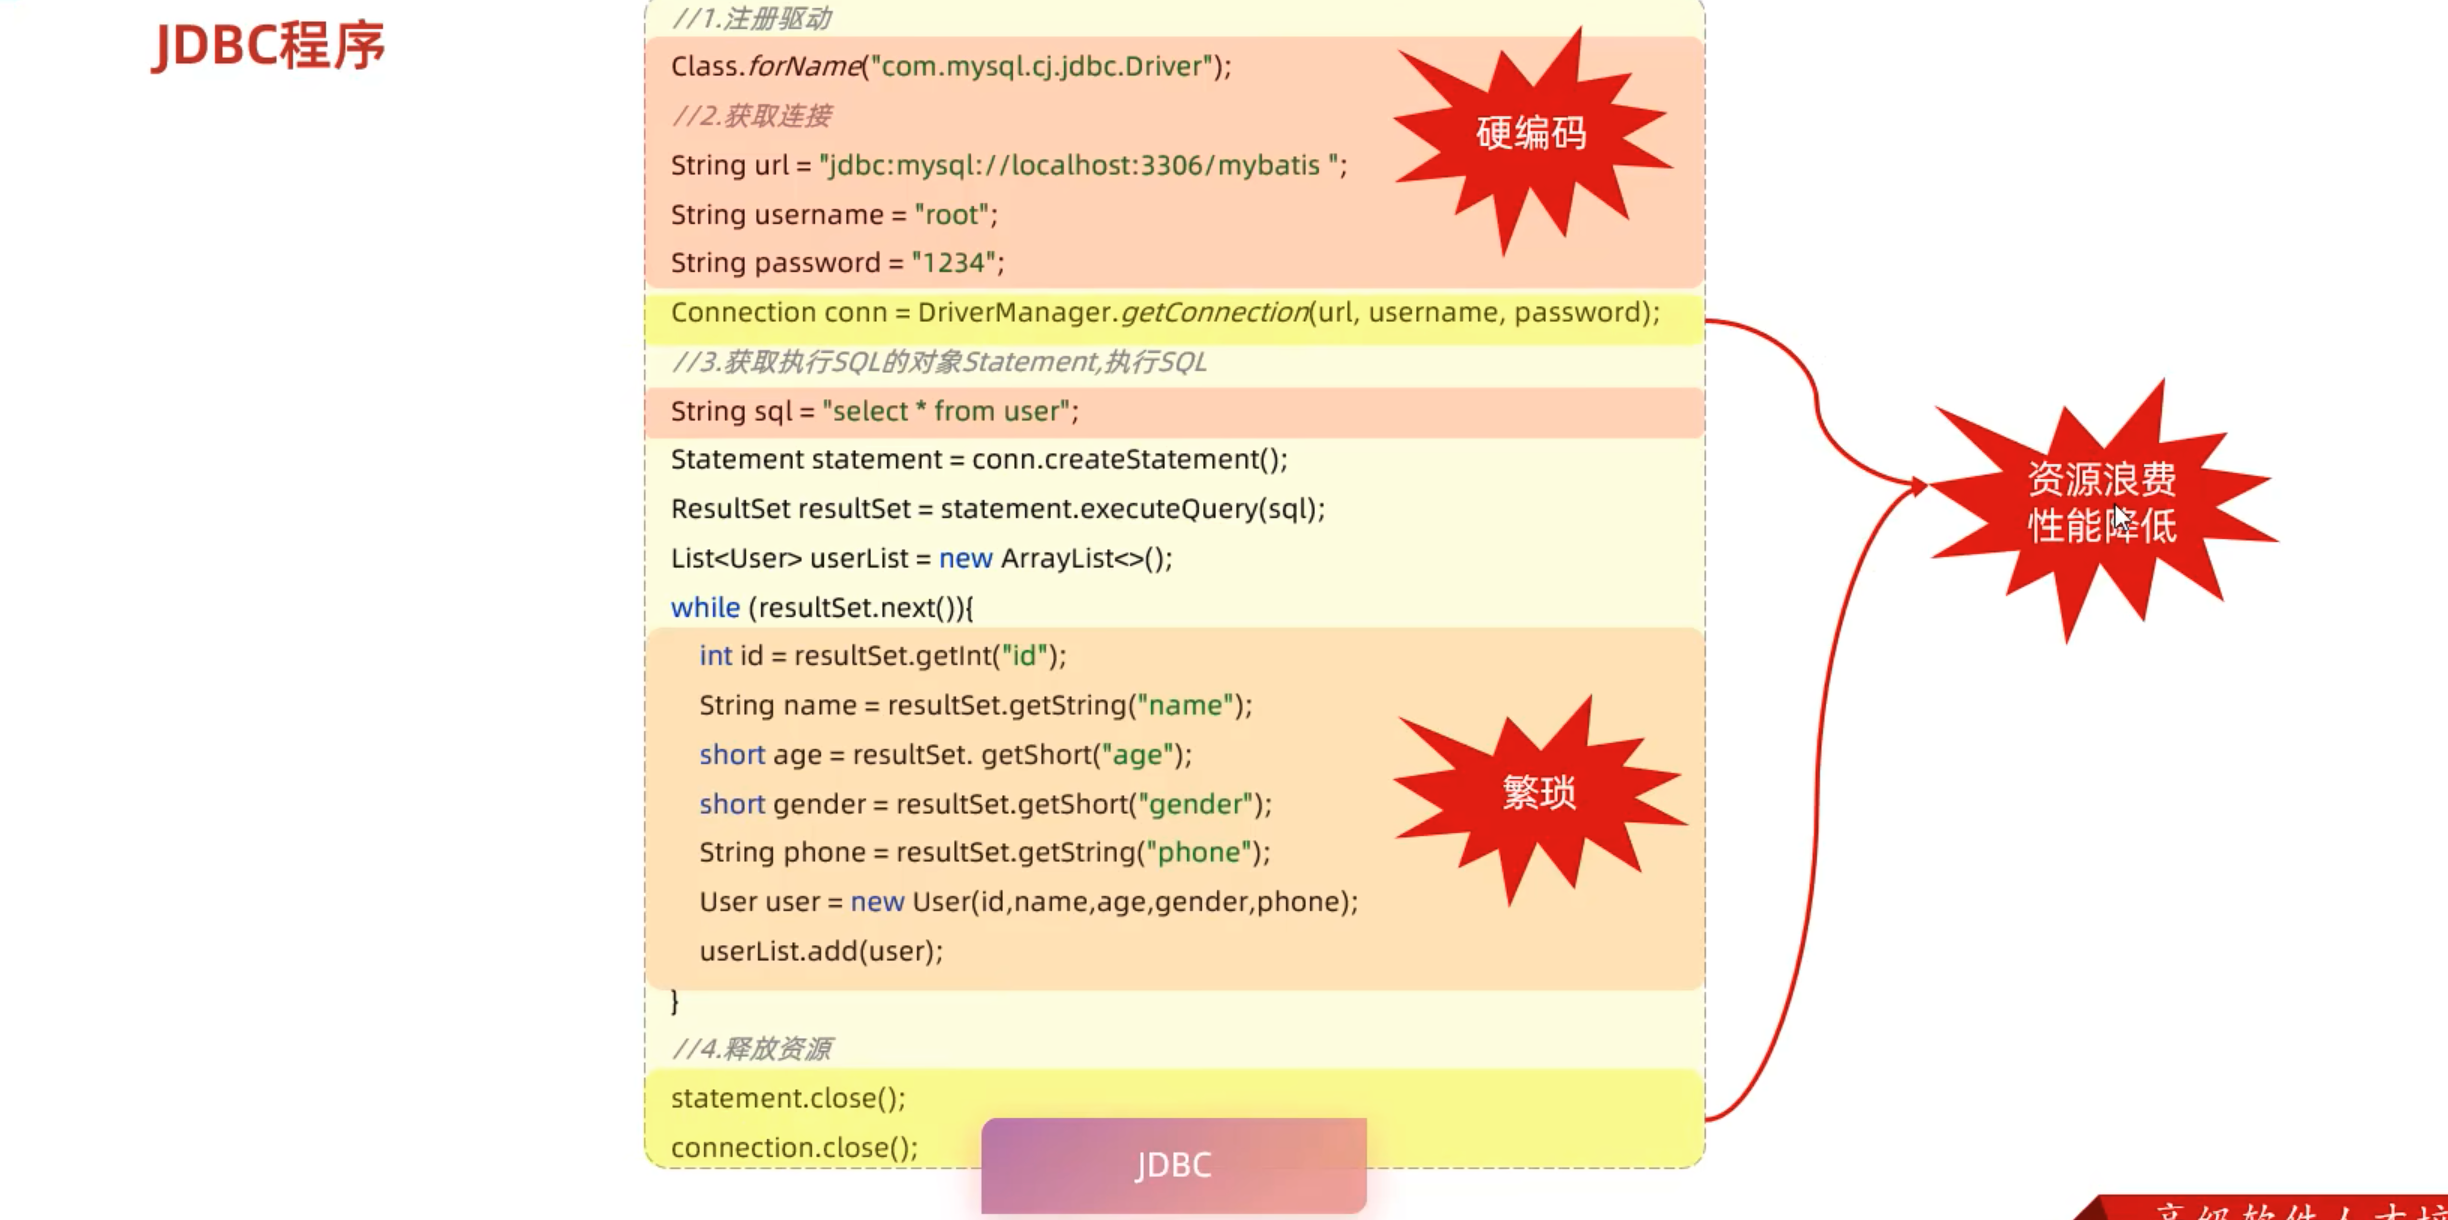 JDBC程序
//1.注册驱动
Class.forName("com.mysql.cj.jdbc.Driver");
//2.获取连接
String url = "jdbc:mysql://localhost:3306/mybatis ";
String username = "root";
String password = "1234";
硬编码
Connection conn = DriverManager.getConnection(url, username, password);
//3.获取执行SQL的对象Statement,执行SQL
String sql = "select * from user";
Statement statement = conn.createStatement();
ResultSet resultSet = statement.executeQuery(sql);
List<User> userList = new ArrayList<>();
while (resultSet.next()){
int id = resultSet.getInt("id");
String name = resultSet.getString("name");
short age = resultSet. getShort("age");
short gender = resultSet.getShort("gender");
String phone = resultSet.getString("phone");
User user = new User(id,name,age,gender,phone);
userList.add(user);
繁琐
}
//4.释放资源
statement.close();
connection.close();
资源浪费
性能降低
JDBC
高级软件人才培